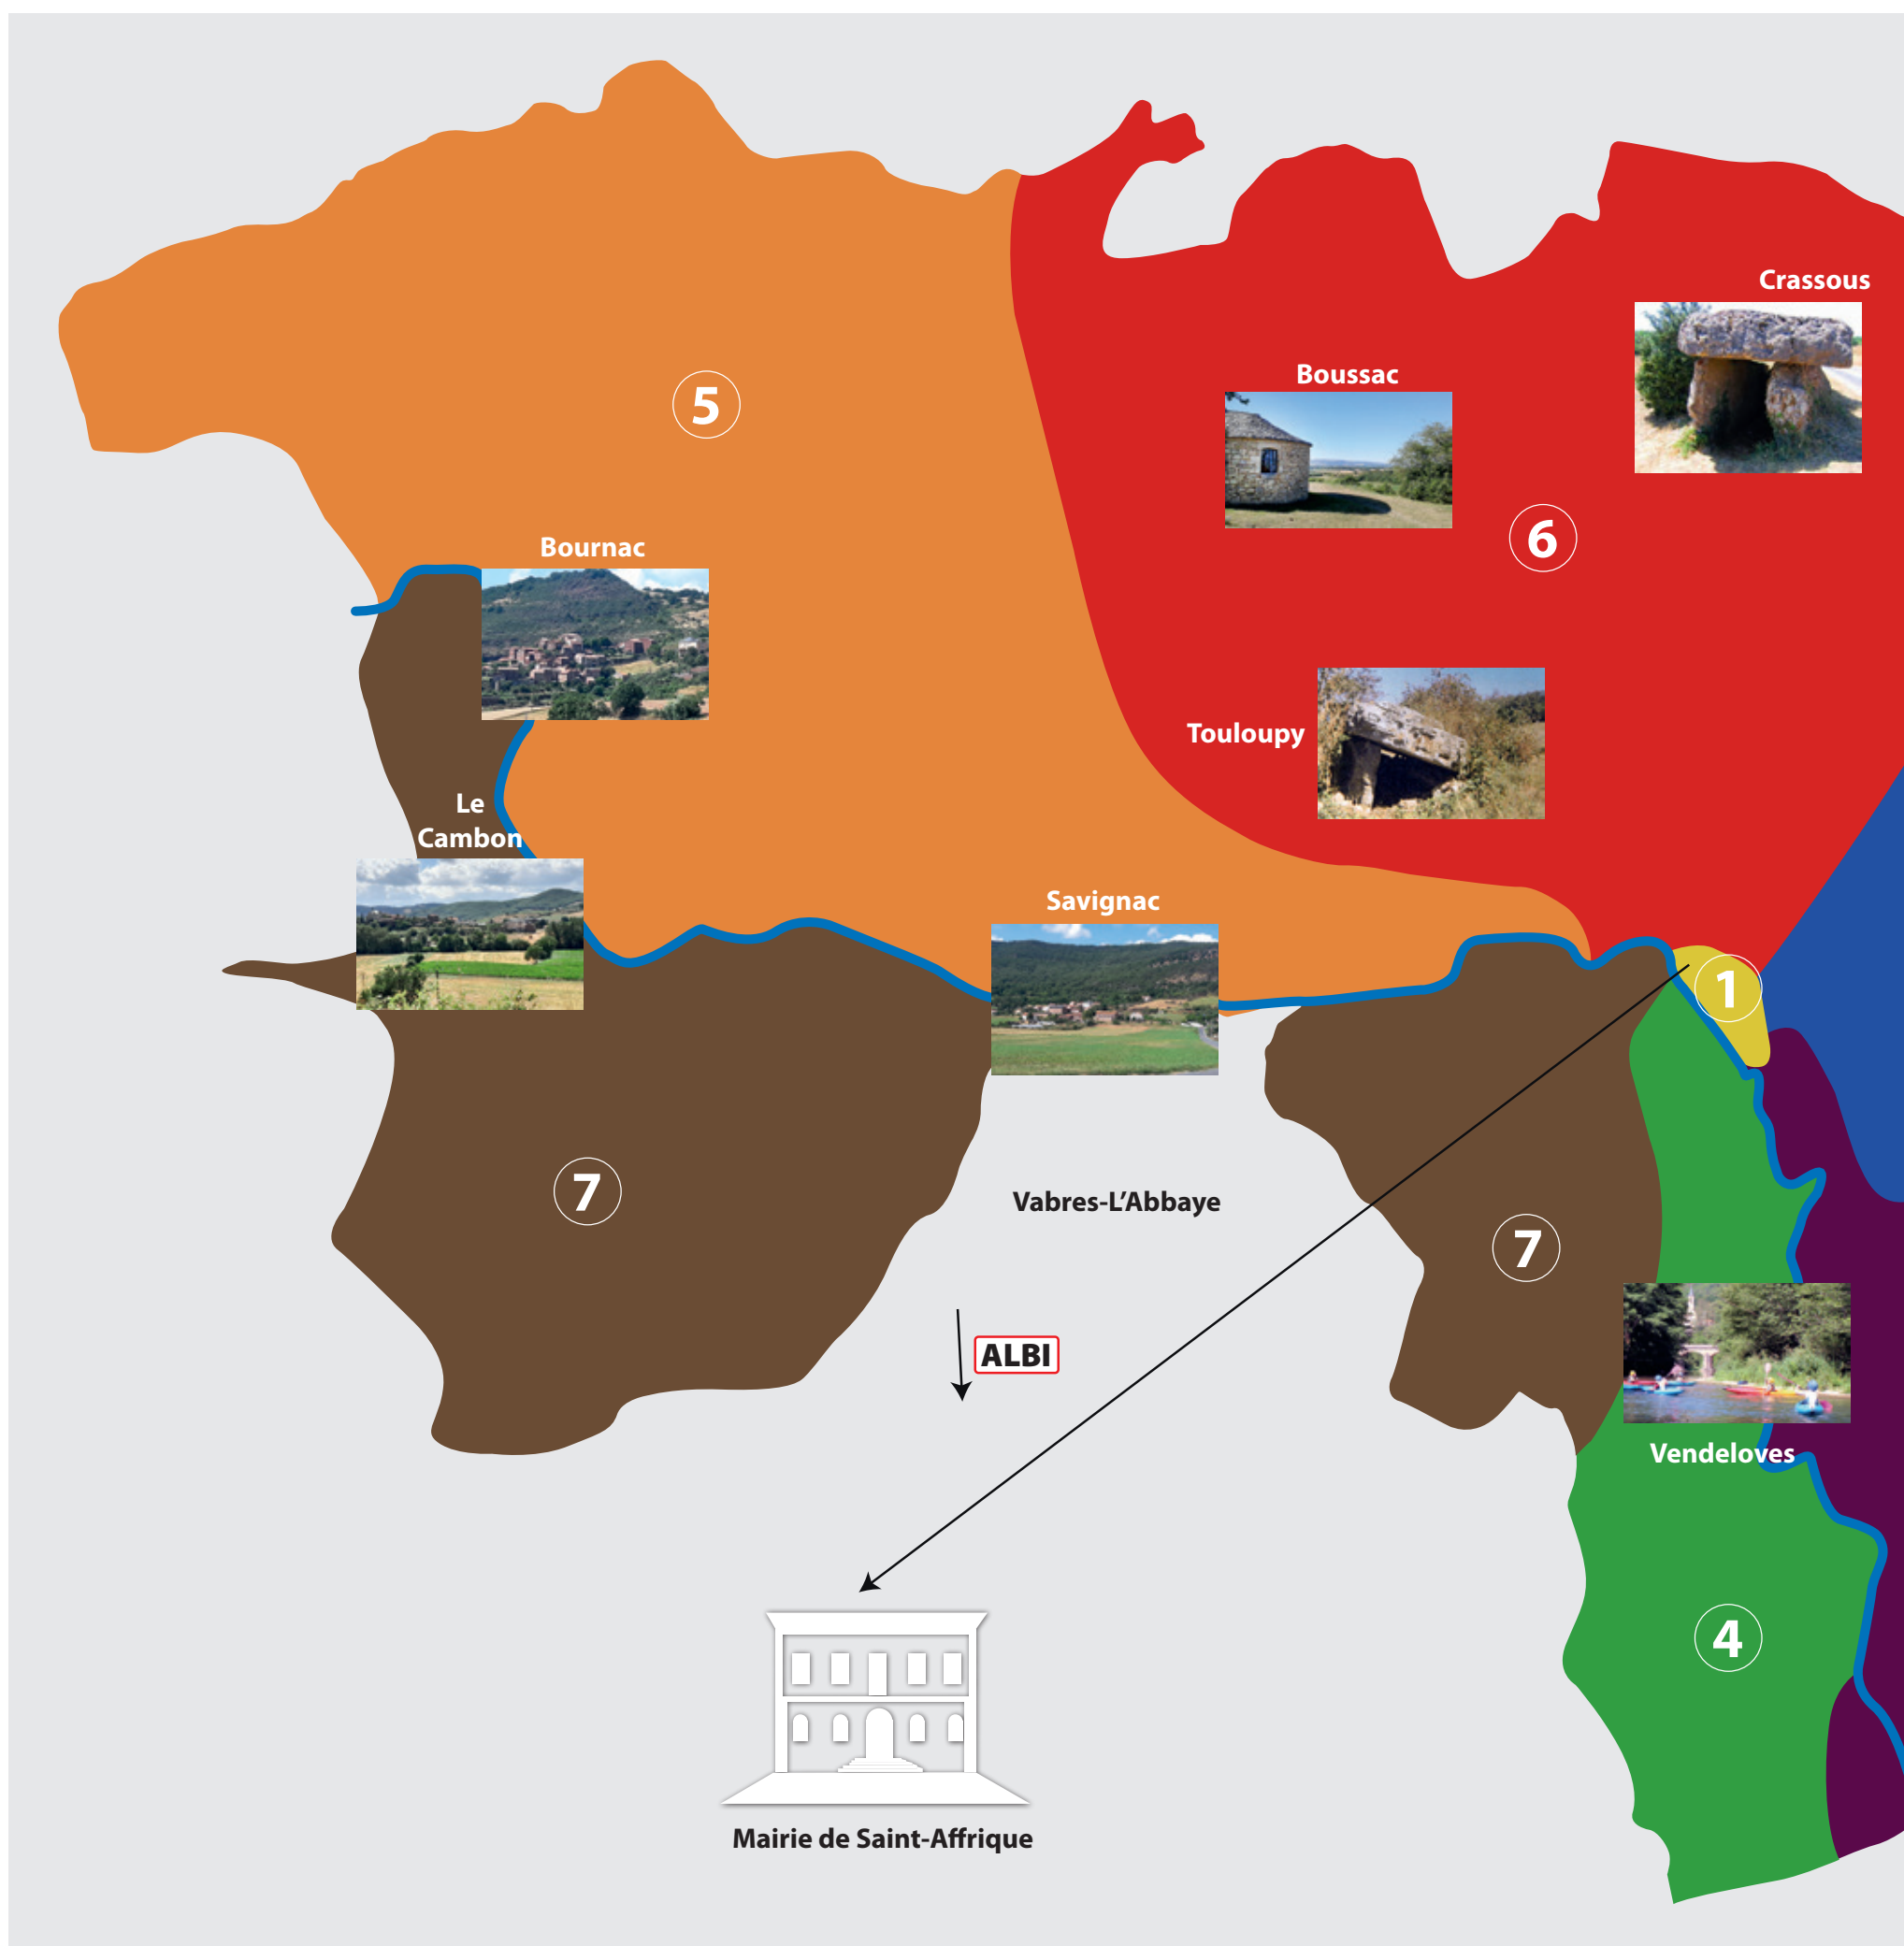 Crassous
Boussac
5
6
Bournac
Touloupy
Le
Cambon
Savignac
1
7
Vabres-L'Abbaye
7
ALBI
Vendeloves
4
Mairie de Saint-Affrique